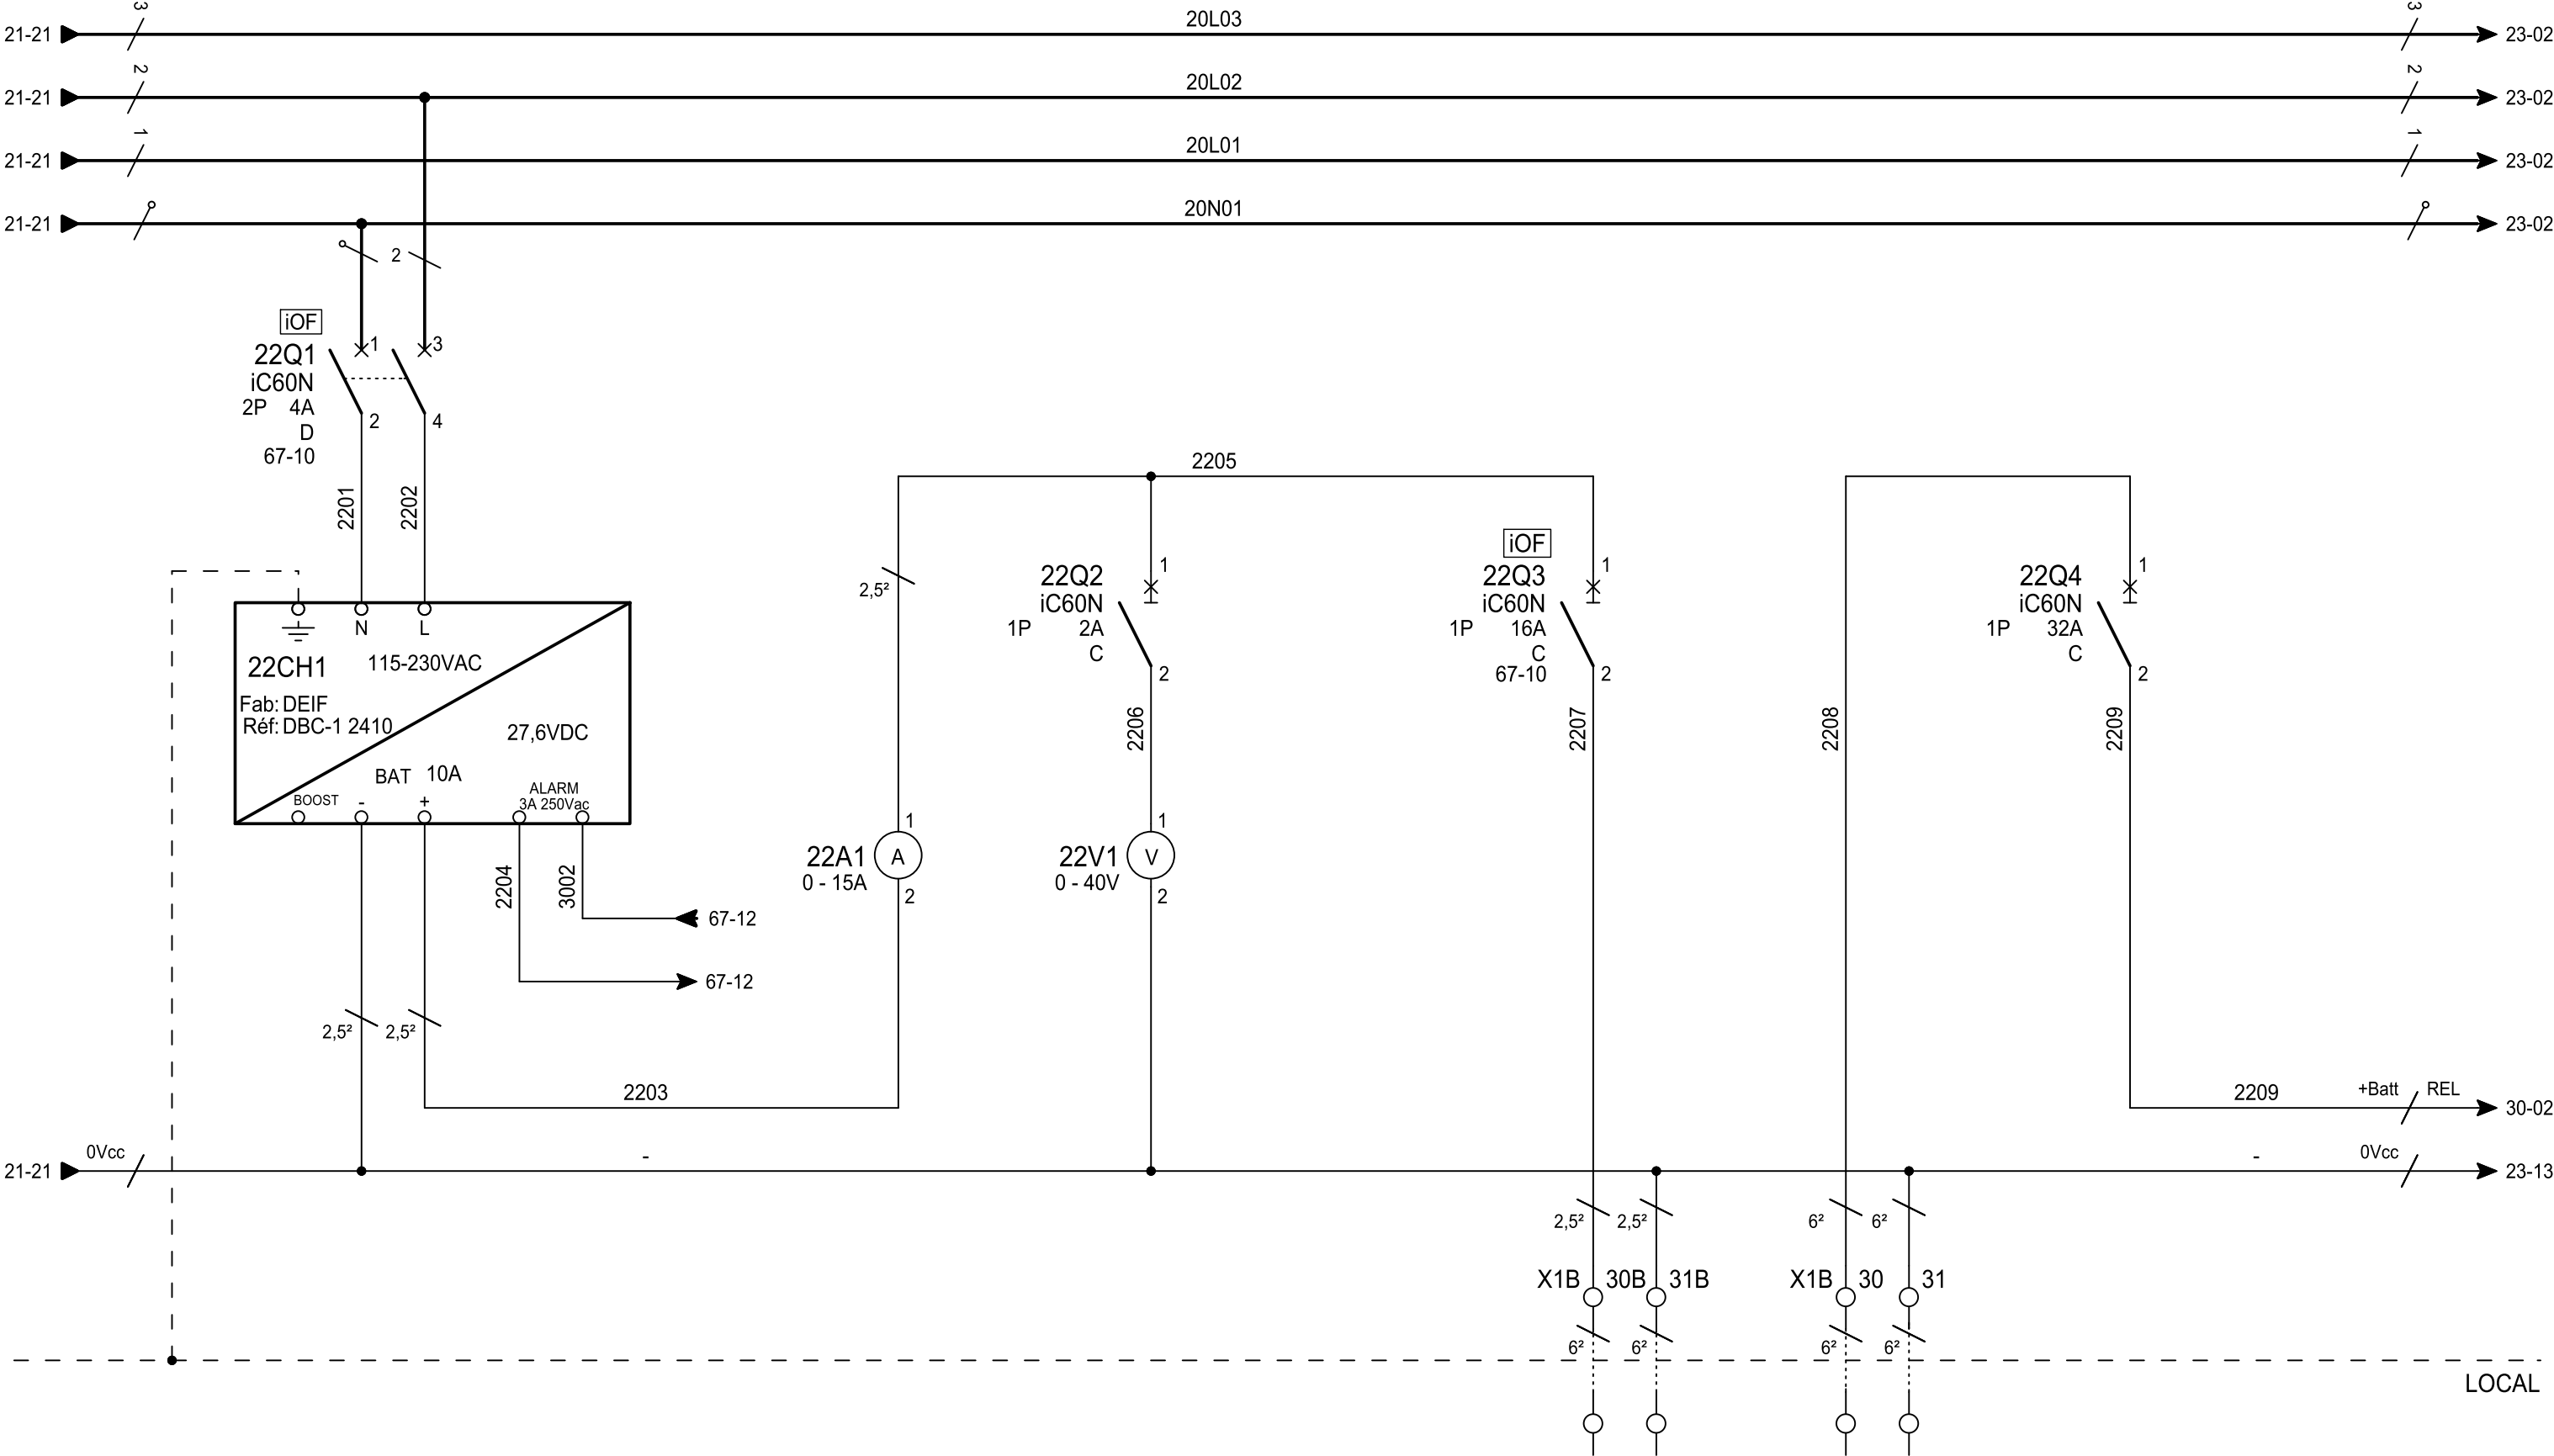 3
3
21-21
20L03
23-02
2
2
21-21
20L02
23-02
1
1
21-21
20L01
23-02
21-21
20N01
23-02
2
iOF
22Q1
1
3
iC60N
2P 4A
2
4
D
67-10
2201
2202
2205
2,5²
iOF
22Q2
1
iC60N
1P 2A
C
2
22Q3
1
iC60N
1P 16A
C
67-10
2
22Q4
1
iC60N
1P 32A
C
2
N
L
22CH1
115-230VAC
Fab: DEIF
Réf: DBC-1 2410
27,6VDC
BAT 10A
BOOST
-
+
ALARM
3A 250Vac
2206
2207
2208
2209
22A1
1
A
0 - 15A
2
22V1
1
V
0 - 40V
2
2204
3002
67-12
67-12
2,5²
2,5²
2203
2209
+Batt
REL
30-02
21-21
0Vcc
-
-
0Vcc
23-13
2,5²
2,5²
6²
6²
X1B
30B
31B
X1B
30
31
6²
6²
6²
6²
LOCAL